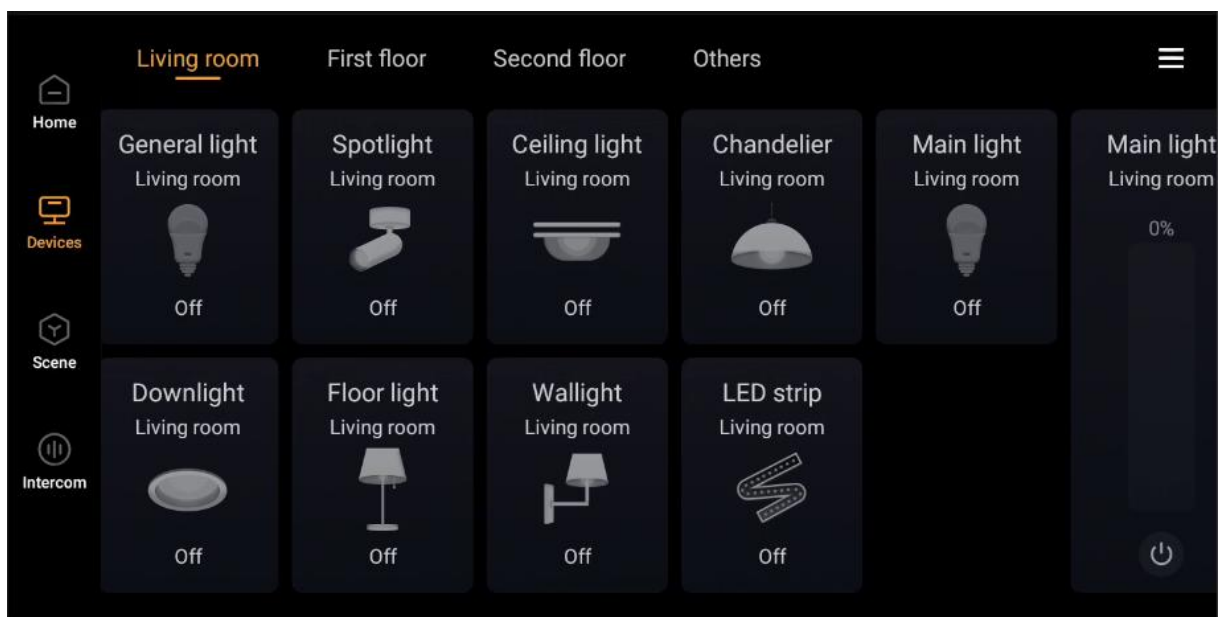 Living room
First floor
Second floor
Others
Home
Devices
Scene
Intercom
General light
Living room
Off
Spotlight
Living room
Off
Ceiling light
Living room
Off
Chandelier
Living room
Off
Main light
Living room
Off
Main light
Living room
0%
Downlight
Living room
Off
Floor light
Living room
Off
Wallight
Living room
Off
LED strip
Living room
Off